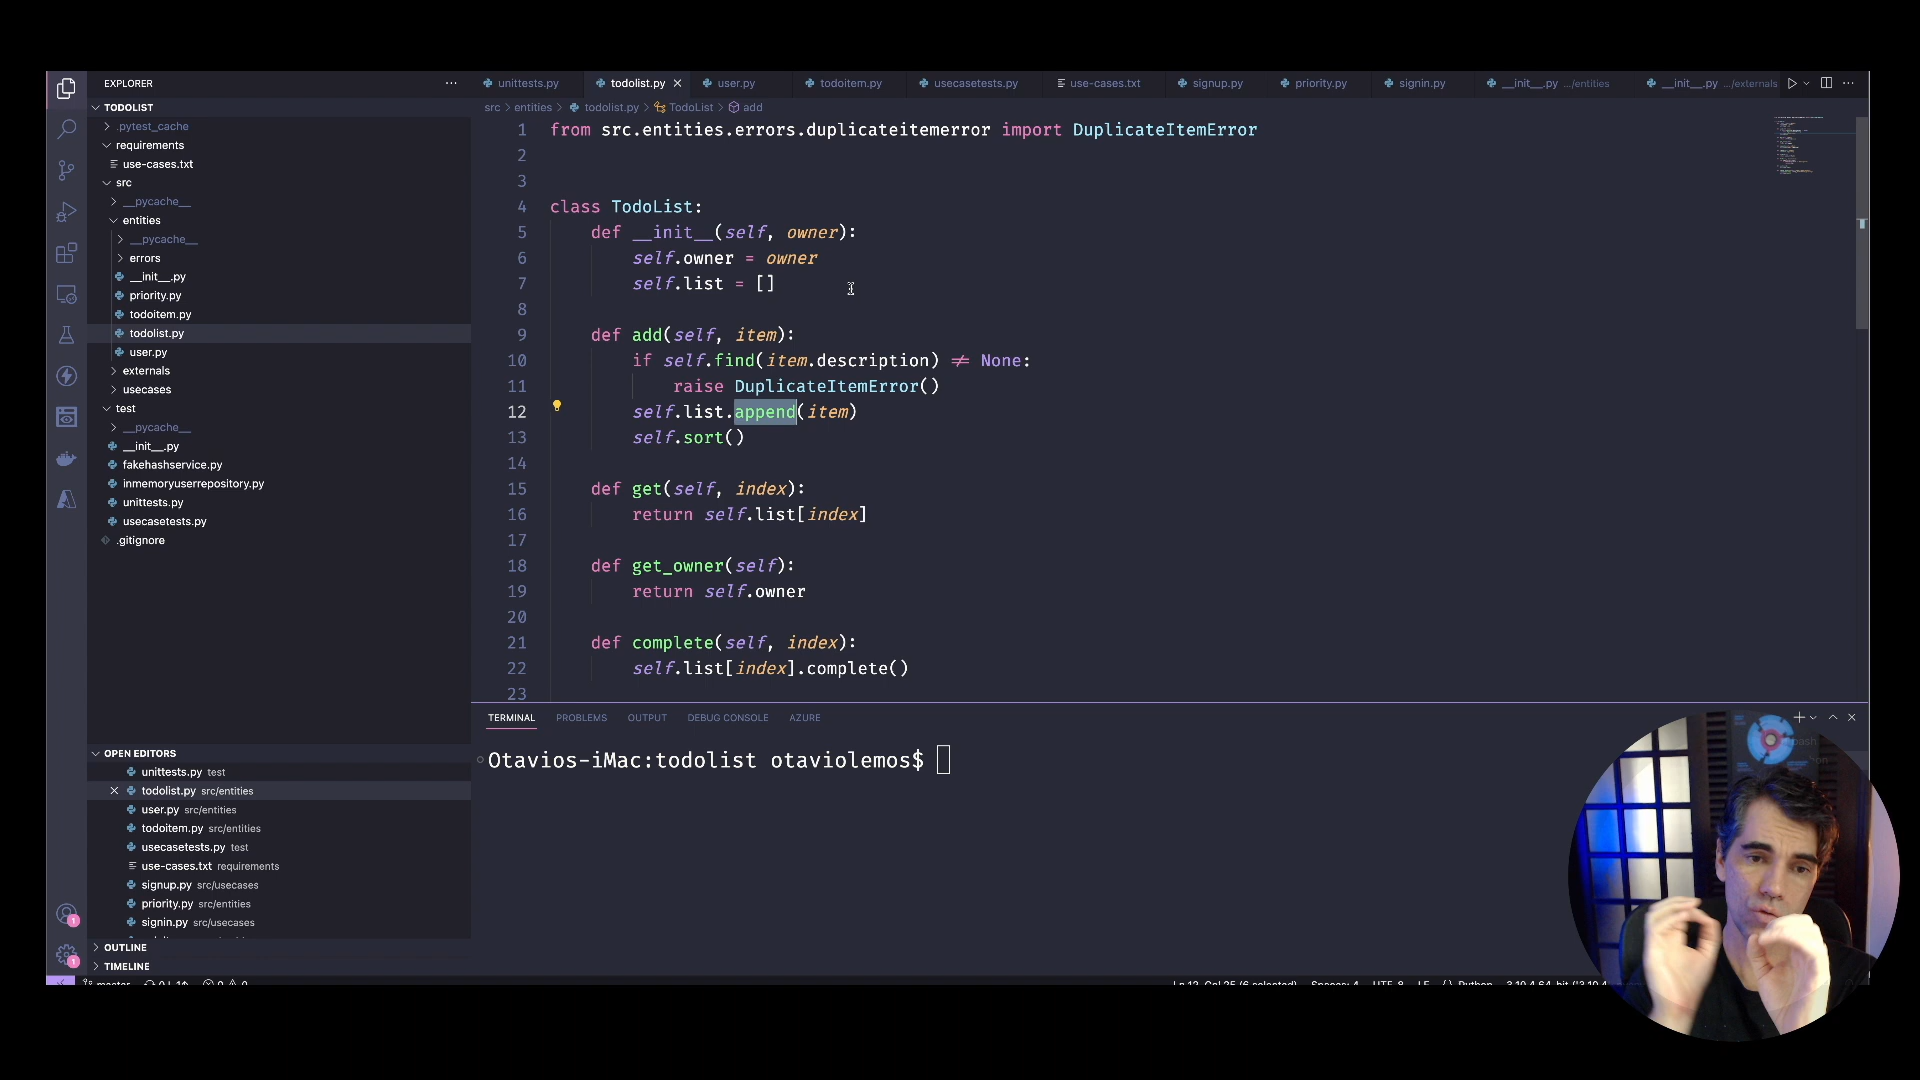 EXPLORER
TODOLIST
.pytest_cache
requirements
use-cases.txt
src
__pycache__
entities
__pycache__
errors
__init__.py
priority.py
todoitem.py
todolist.py
user.py
externals
usecases
test
__pycache__
__init__.py
fakehashservice.py
inmemoryuserrepository.py
unittests.py
usecasetests.py
.gitignore
OPEN EDITORS
unittests.py test
todolist.py src/entities
user.py src/entities
todoitem.py src/entities
usecasetests.py test
use-cases.txt requirements
signup.py src/usecases
priority.py src/entities
signin.py src/usecases
OUTLINE
TIMELINE
unittests.py todolist.py user.py todoitem.py usecasetests.py use-cases.txt signup.py priority.py signin.py __init__.py .../entities __init__.py .../externals
src > entities > todolist.py > TodoList > add
1 from src.entities.errors.duplicateitemerror import DuplicateItemError
2
3
4 class TodoList:
5 def __init__(self, owner):
6 self.owner = owner
7 self.list = []
8
9 def add(self, item):
10 if self.find(item.description) ≠ None:
11 raise DuplicateItemError()
12 self.list.append(item)
13 self.sort()
14
15 def get(self, index):
16 return self.list[index]
17
18 def get_owner(self):
19 return self.owner
20
21 def complete(self, index):
22 self.list[index].complete()
23
TERMINAL PROBLEMS OUTPUT DEBUG CONSOLE AZURE
Otavios-iMac:todolist otaviolemos$